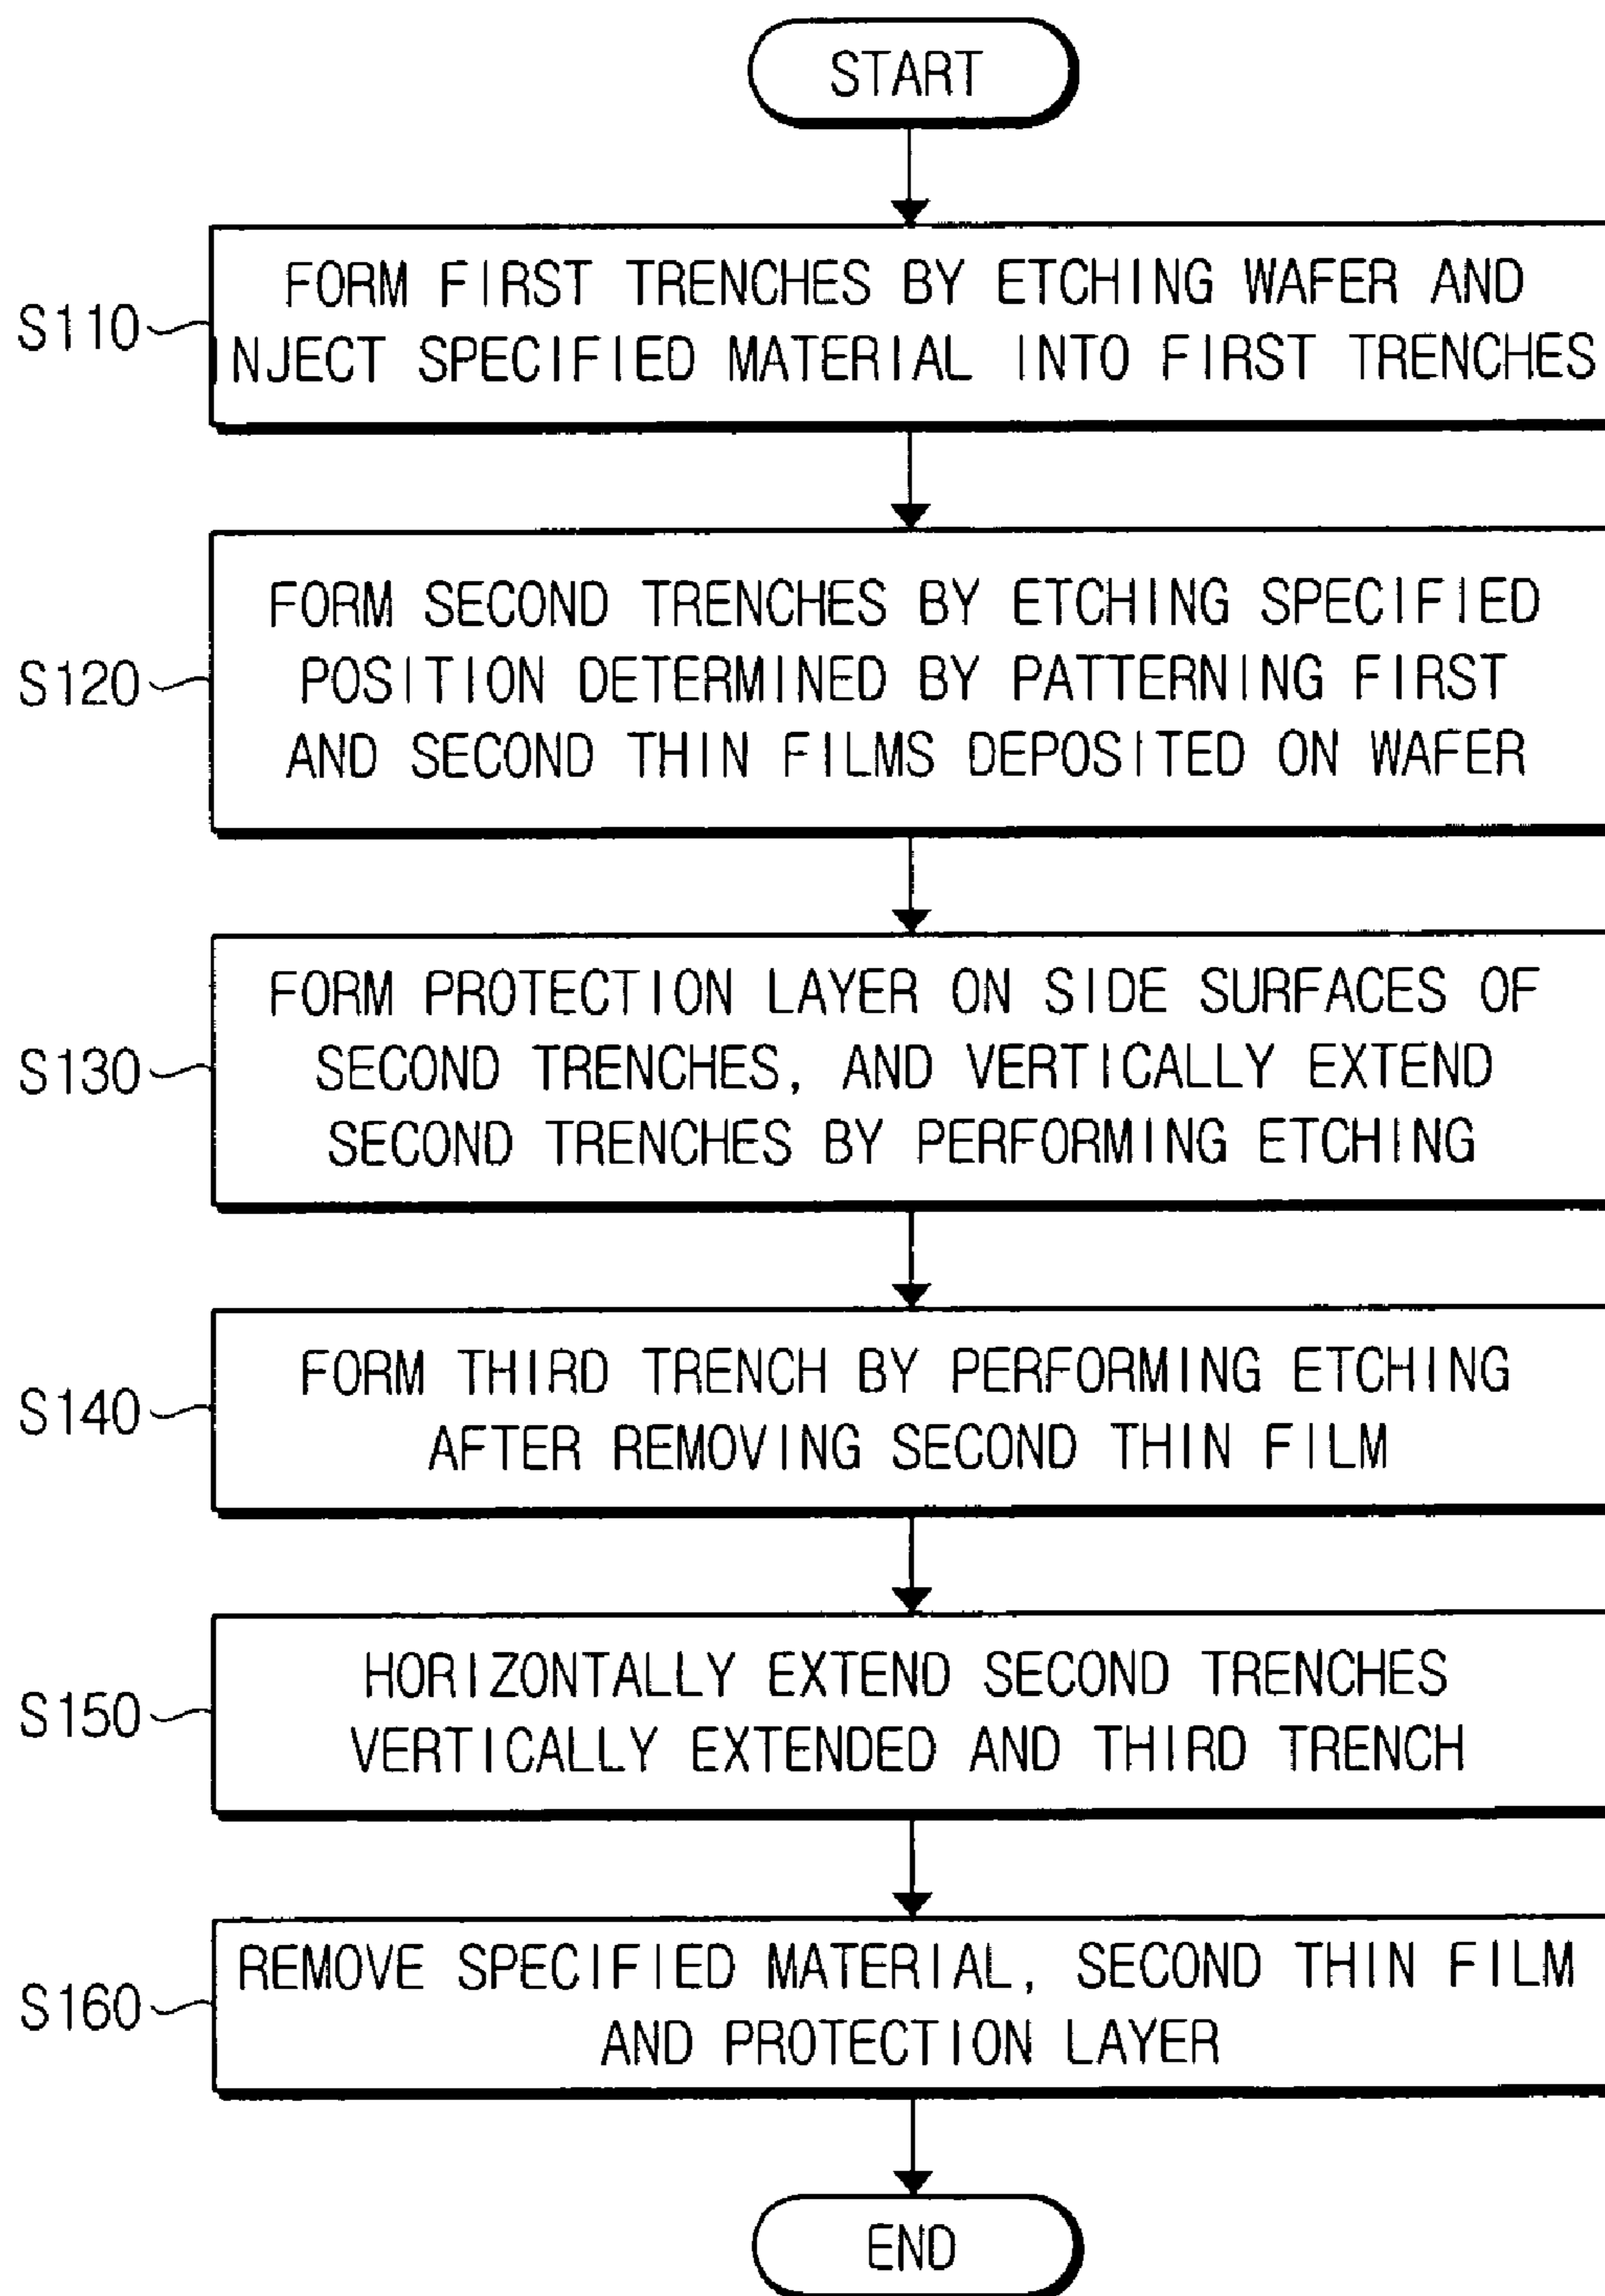 START
S110
FORM FIRST TRENCHES BY ETCHING WAFER AND
INJECT SPECIFIED MATERIAL INTO FIRST TRENCHES
S120
FORM SECOND TRENCHES BY ETCHING SPECIFIED
POSITION DETERMINED BY PATTERNING FIRST
AND SECOND THIN FILMS DEPOSITED ON WAFER
S130
FORM PROTECTION LAYER ON SIDE SURFACES OF
SECOND TRENCHES, AND VERTICALLY EXTEND
SECOND TRENCHES BY PERFORMING ETCHING
S140
FORM THIRD TRENCH BY PERFORMING ETCHING
AFTER REMOVING SECOND THIN FILM
S150
HORIZONTALLY EXTEND SECOND TRENCHES
VERTICALLY EXTENDED AND THIRD TRENCH
S160
REMOVE SPECIFIED MATERIAL, SECOND THIN FILM
AND PROTECTION LAYER
END